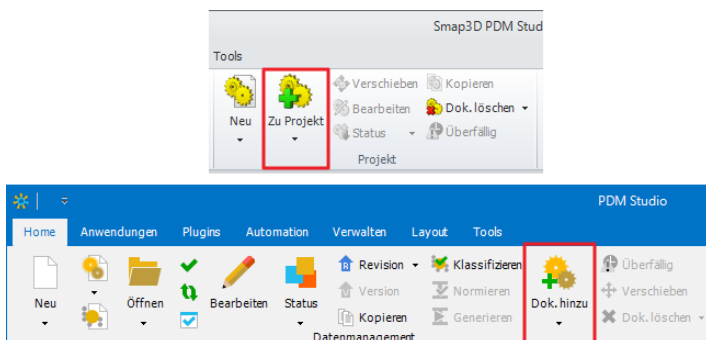 Smap3D PDM Stud
Tools
Neu
Zu Projekt
Verschieben
Kopieren
Bearbeiten
Dok. löschen
Status
Überfällig
Projekt
PDM Studio
Home Anwendungen Plugins Automation Verwalten Layout Tools
Neu
Öffnen
Bearbeiten
Status
Revision
Version
Kopieren
Klassifizieren
Normieren
Generieren
Dok. hinzu
Überfällig
Verschieben
Dok. löschen
Datenmanagement